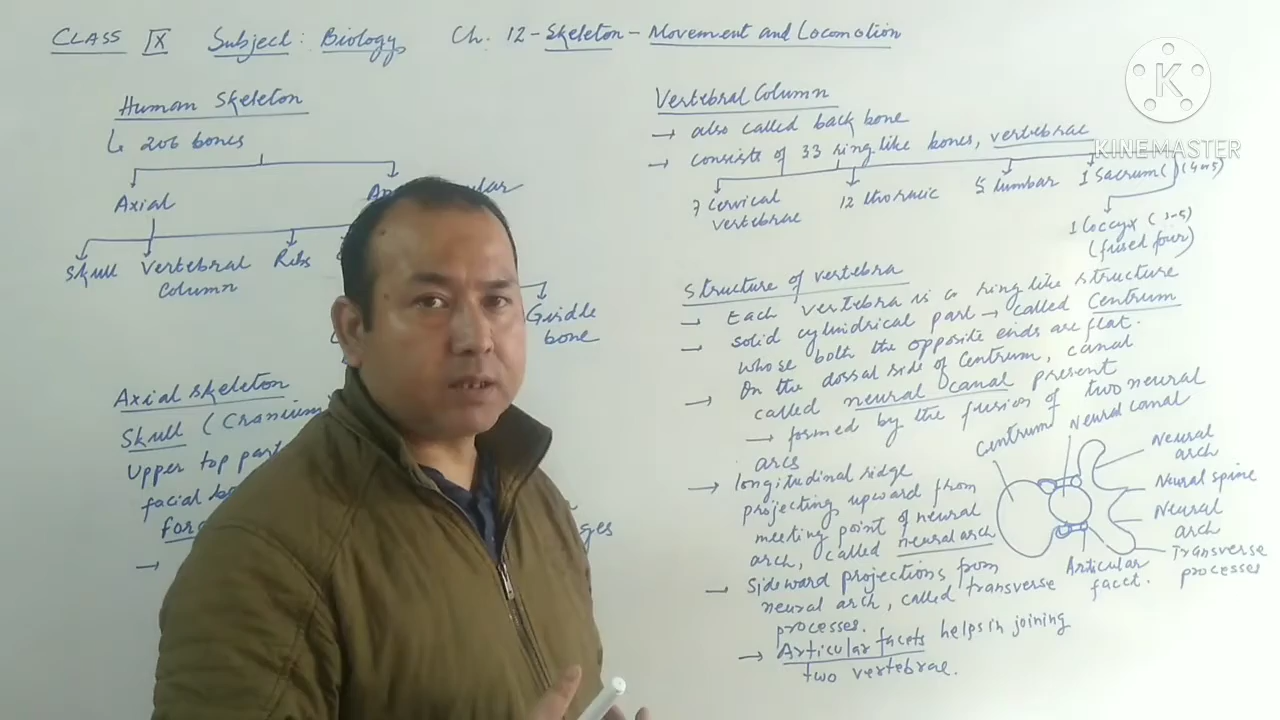 CLASS IX Subject: Biology, Ch. 12 - Skeleton - Movement and Locomotion
Human Skeleton
206 bones
Axial
Skull Vertebral Ribs
Column
Girdle
bone
Axial Skeleton
Skull (Cranium)
Upper top part
facial bo
for
Vertebral Column
→ also called back bone
→ consists of 33 ring like bones, vertebrae
7 Cervical
vertebrae
12 thoracic
5 lumbar
1 Sacrum
1 Coccyx (3-5)
(fused four)
Structure of vertebra
→ Each vertebra is a ring like structure
→ solid cylindrical part → called Centrum
whose both the opposite ends are flat.
→ On the dorsal side of Centrum, canal
called neural canal present
→ formed by the fusion of two neural
arcs
→ longitudinal ridge
projecting upward from
meeting point of neural
arch, called neural arch
→ Sideward projections from
neural arch, called transverse
processes.
→ Articular facets helps in joining
two vertebrae.
Centrum
Neural canal
Neural
arch
Neural spine
Neural
arch
Transverse
processes
Articular
facet.
K
KINEMASTER